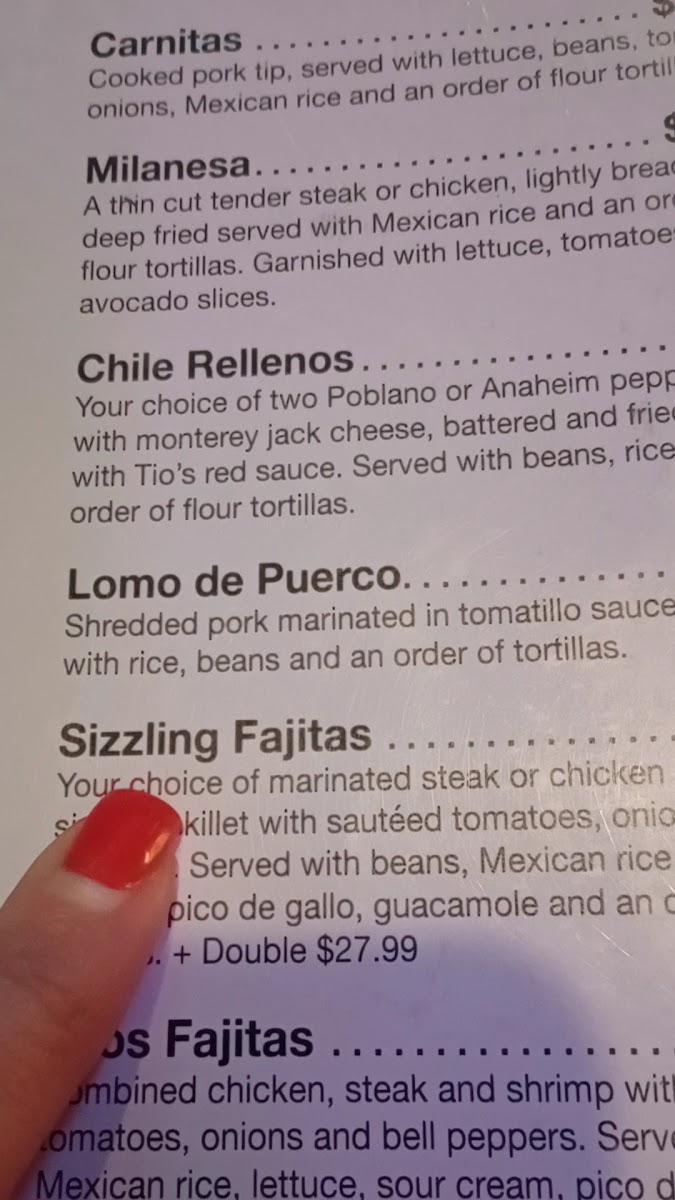 Carnitas ........................ $
Cooked pork tip, served with lettuce, beans,
onions, Mexican rice and an order of flour
Milanesa........................ $
A thin cut tender steak or chicken, lightly
deep fried served with Mexican rice and an
flour tortillas. Garnished with lettuce,
avocado slices.
Chile Rellenos .................
Your choice of two Poblano or Anaheim
with monterey jack cheese, battered and
with Tio's red sauce. Served with beans, rice
order of flour tortillas.
Lomo de Puerco..............
Shredded pork marinated in tomatillo sauce
with rice, beans and an order of tortillas.
Sizzling Fajitas ................
Your choice of marinated steak or chicken
with sautéed tomatoes,
Served with beans, Mexican rice
pico de gallo, guacamole and an
+ Double $27.99
Fajitas ...................
chicken, steak and shrimp
onions and bell peppers.
Mexican rice, lettuce, sour cream, pico